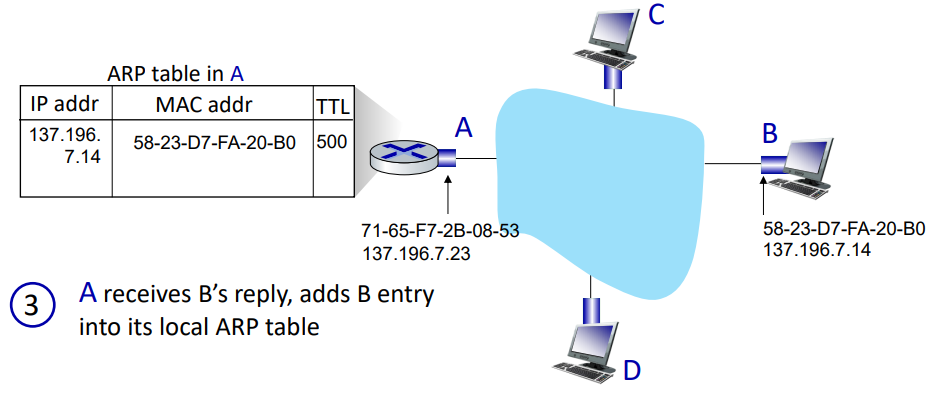 C
ARP table in A
IP addr MAC addr TTL
137.196.
7.14
58-23-D7-FA-20-B0 500
A
B
71-65-F7-2B-08-53
137.196.7.23
58-23-D7-FA-20-B0
137.196.7.14
3
A receives B’s reply, adds B entry
into its local ARP table
D